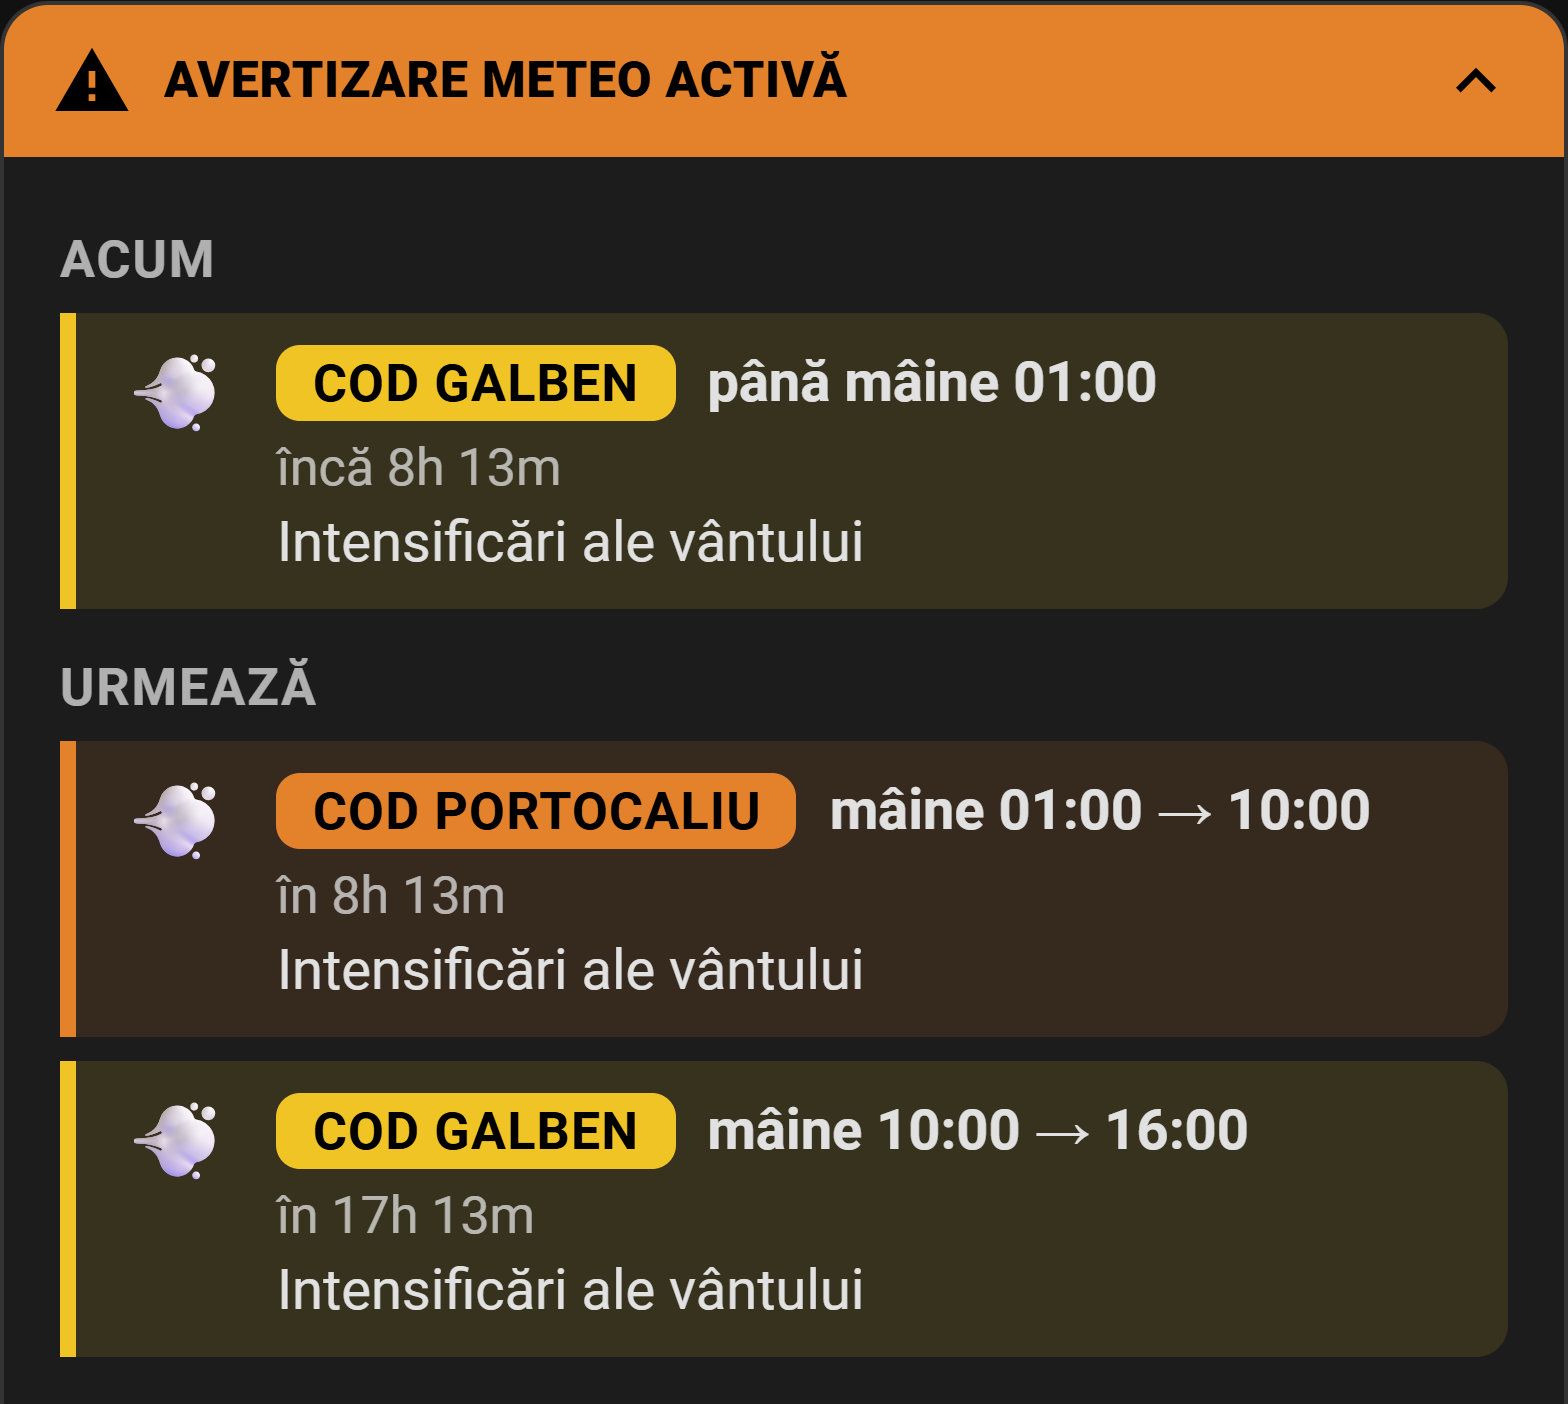 AVERTIZARE METEO ACTIVĂ
ACUM
COD GALBEN până mâine 01:00
încă 8h 13m
Intensificări ale vântului
URMEAZĂ
COD PORTOCALIU mâine 01:00 → 10:00
în 8h 13m
Intensificări ale vântului
COD GALBEN mâine 10:00 → 16:00
în 17h 13m
Intensificări ale vântului